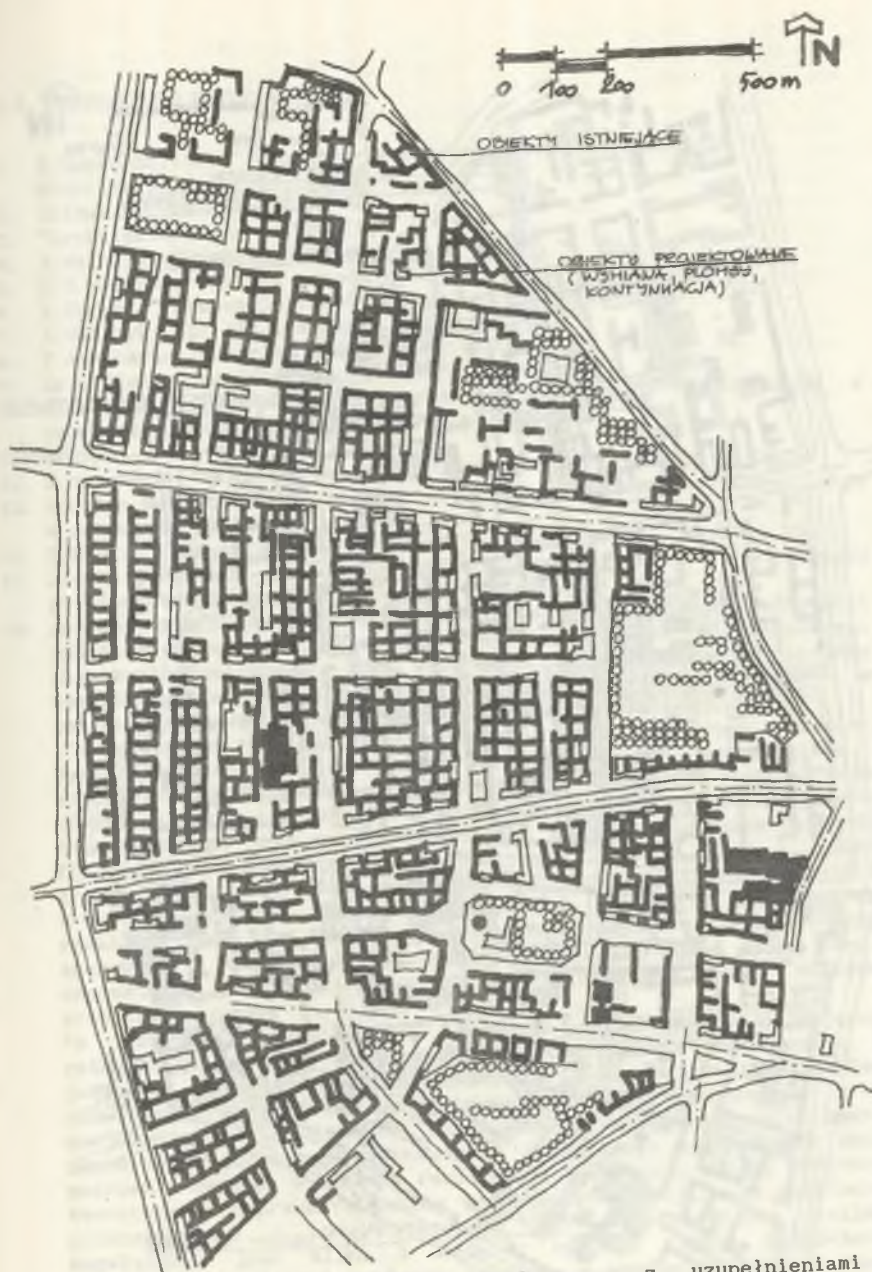 N
0 100 200 500m
OBIEKTY ISTNIEJĄCE
OBIEKTY PROJEKTOWANE
(WYMIANA, PLOMBY,
KONTYNUACJA)
uzupełnieniami